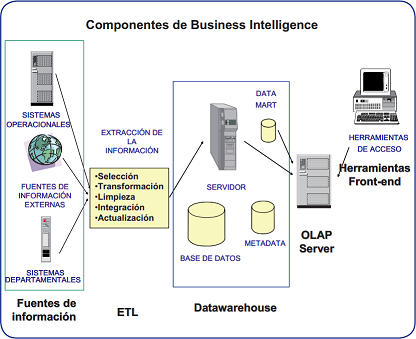 Componentes de Business Intelligence
SISTEMAS
OPERACIONALES
FUENTES DE
INFORMACIÓN
EXTERNAS
SISTEMAS
DEPARTAMENTALES
Fuentes de
información
EXTRACCIÓN DE
LA
INFORMACIÓN
•Selección
•Transformación
•Limpieza
•Integración
•Actualización
ETL
SERVIDOR
DATA
MART
BASE DE DATOS
METADATA
Datawarehouse
OLAP
Server
HERRAMIENTAS
DE ACCESO
Herramientas
Front-end